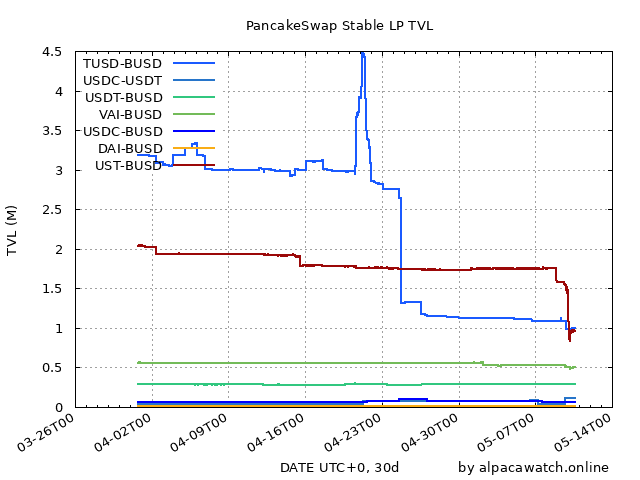 PancakeSwap Stable LP TVL
4.5
4
3.5
3
2.5
2
1.5
1
0.5
0
TVL (M)
TUSD-BUSD
USDC-USDT
USDT-BUSD
VAI-BUSD
USDC-BUSD
DAI-BUSD
UST-BUSD
03-26T00
04-02T00
04-09T00
04-16T00
04-23T00
04-30T00
05-07T00
05-14T00
DATE UTC+0, 30d
by alpacawatch.online